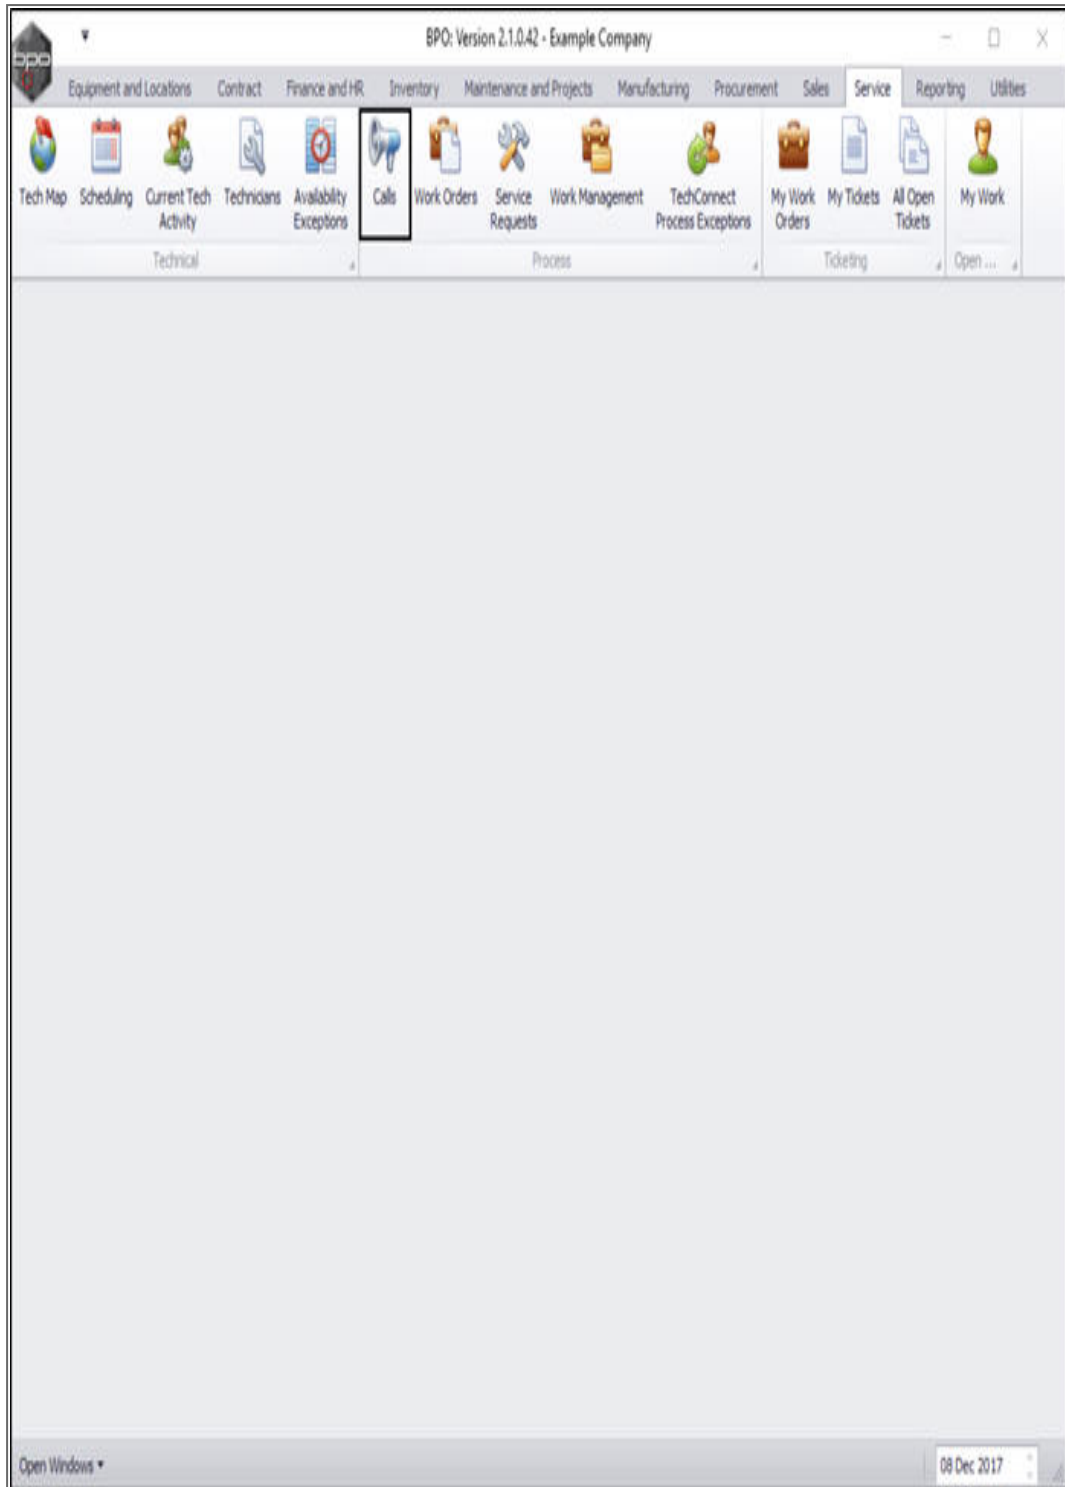 bpo
BPO: Version 2.1.0.42 - Example Company
Equipment and Locations Contract Finance and HR Inventory Maintenance and Projects Manufacturing Procurement Sales Service Reporting Utilities
Tech Map Scheduling Current Tech Activity Technicians Availability Exceptions Calls Work Orders Service Requests Work Management TechConnect Process Exceptions My Work Orders My Tickets All Open Tickets My Work
Technical Process Ticketing Open ...
Open Windows 08 Dec 2017